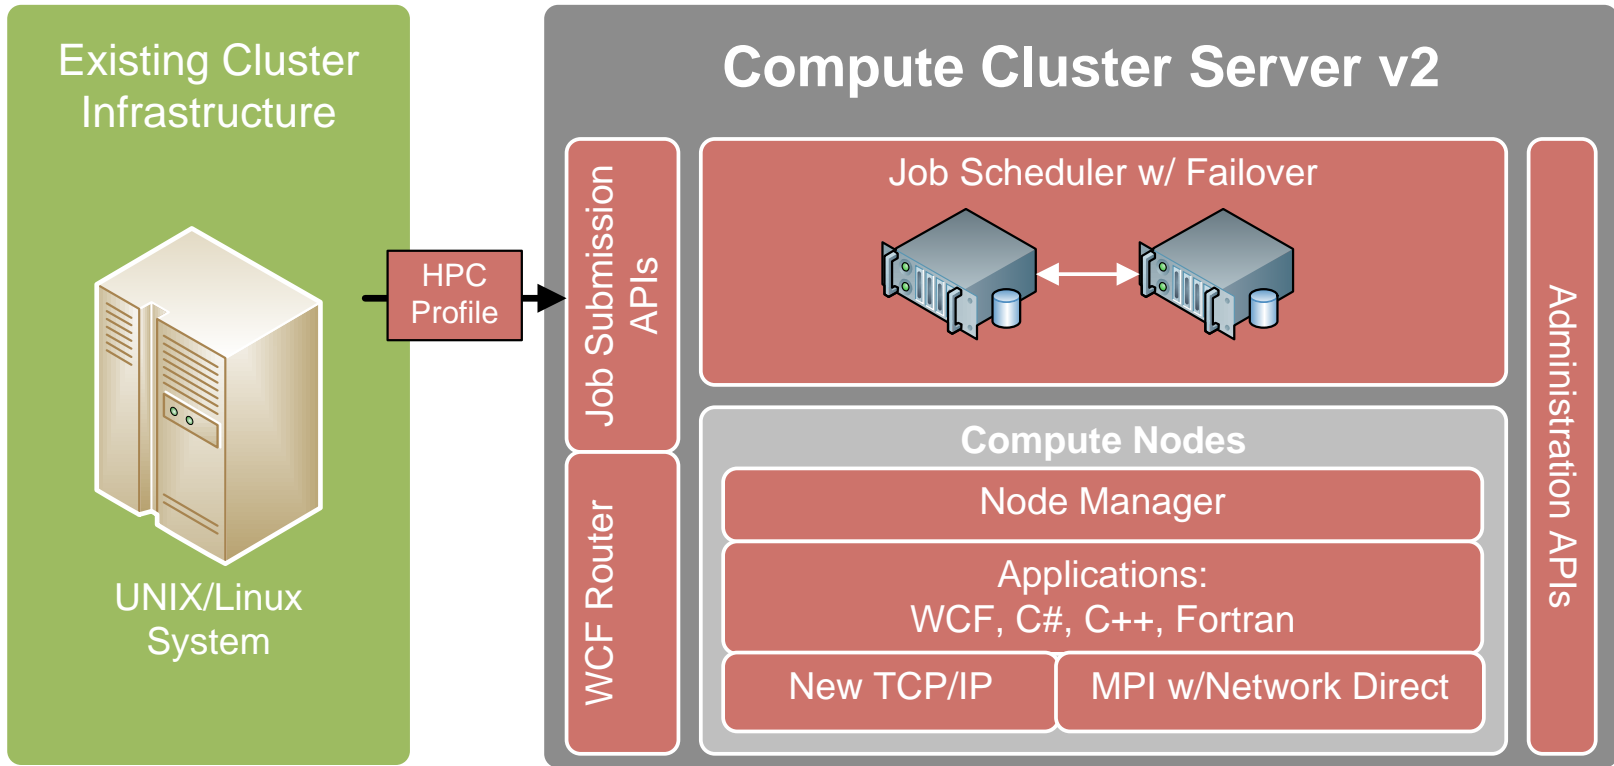 Existing Cluster
Infrastructure
UNIX/Linux
System
HPC
Profile
Compute Cluster Server v2
Job Submission
APIs
WCF Router
Job Scheduler w/ Failover
Compute Nodes
Node Manager
Applications:
WCF, C#, C++, Fortran
New TCP/IP
MPI w/Network Direct
Administration APIs